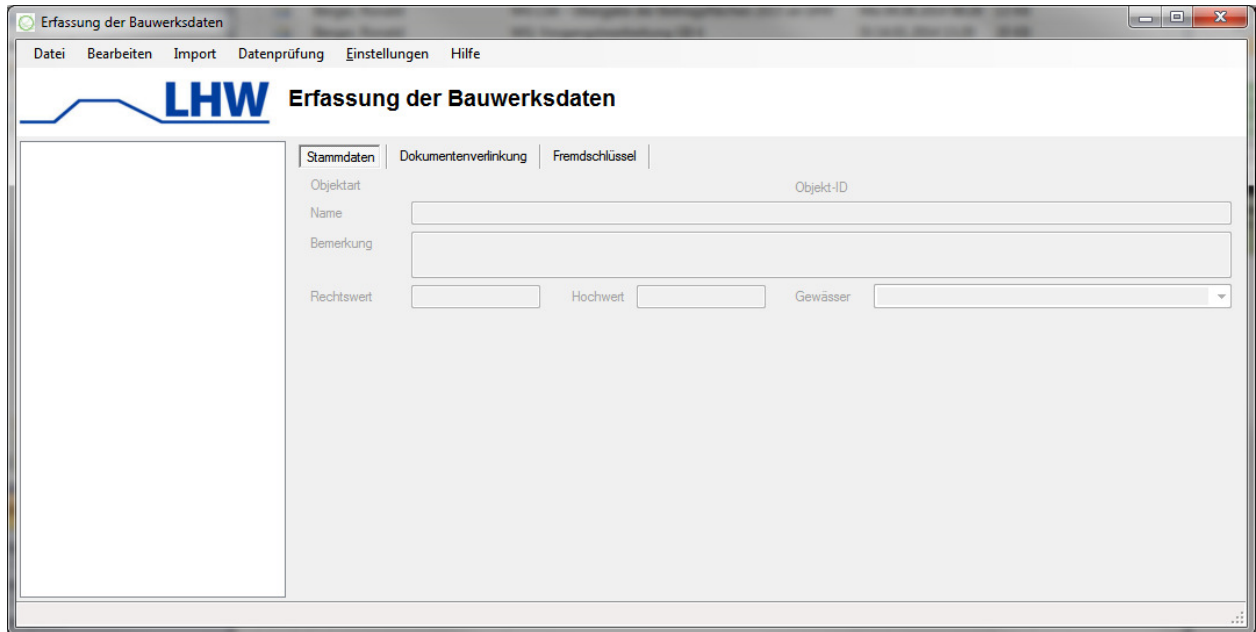 Erfassung der Bauwerksdaten
Datei Bearbeiten Import Datenprüfung Einstellungen Hilfe
LHW Erfassung der Bauwerksdaten
Stammdaten Dokumentenverlinkung Fremdschlüssel
Objektart Objekt-ID
Name
Bemerkung
Rechtswert Hochwert Gewässer